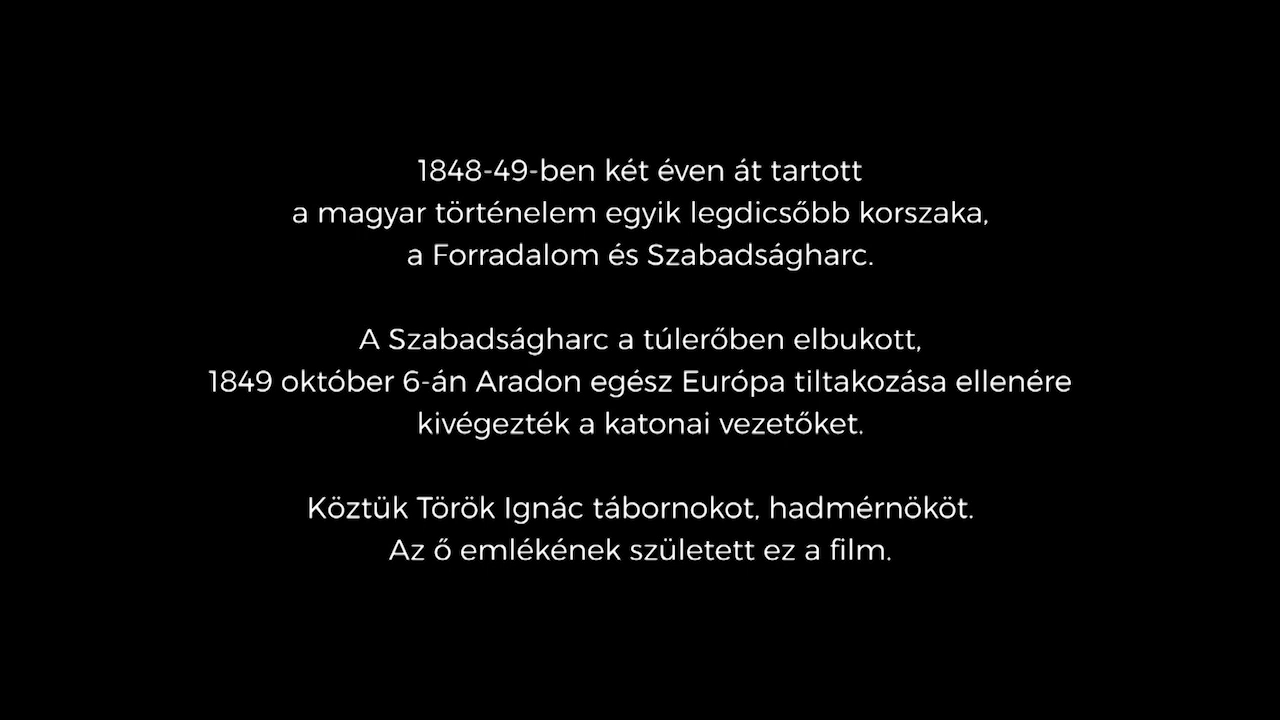 1848-49-ben két éven át tartott
a magyar történelem egyik legdicsőbb korszaka,
a Forradalom és Szabadságharc.
A Szabadságharc a túlerőben elbukott,
1849 október 6-án Aradon egész Európa tiltakozása ellenére
kivégezték a katonai vezetőket.
Köztük Török Ignác tábornokot, hadmérnököt.
Az ő emlékének született ez a film.